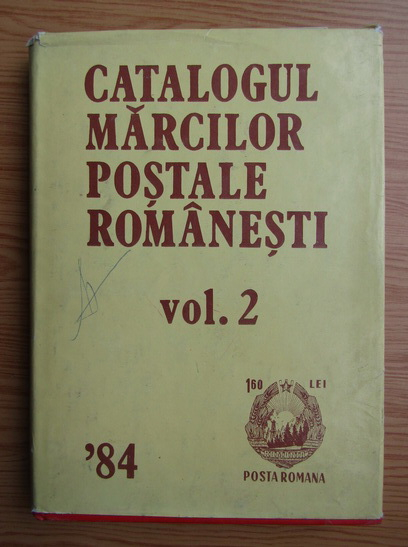 CATALOGUL
MĂRCILOR
POȘTALE
ROMÂNEȘTI
vol. 2
160 LEI
'84
POSTA ROMANA